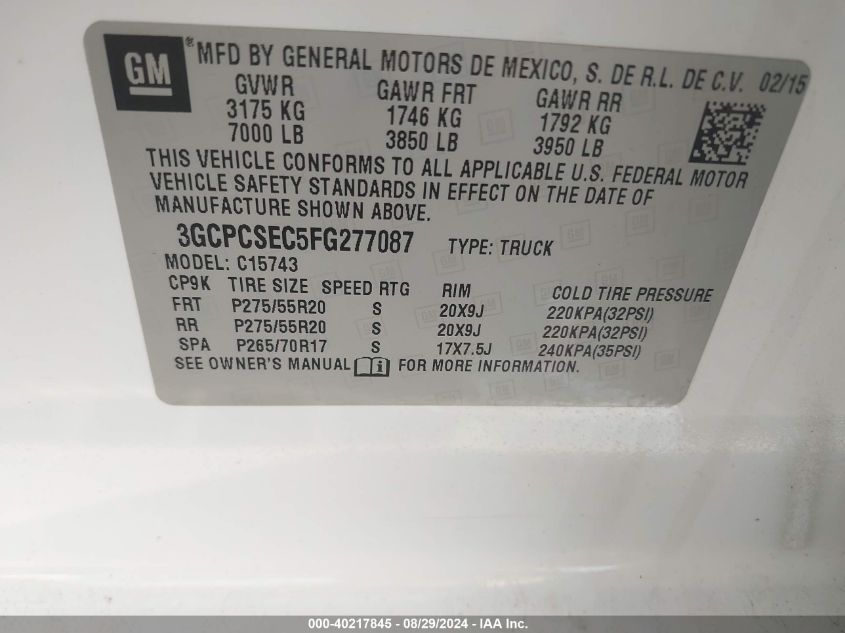 GM ® MFD BY GENERAL MOTORS DE MEXICO, S. DE R.L. DE C.V. 02/15
GVWR GAWR FRT GAWR RR
3175 KG 1746 KG 1792 KG
7000 LB 3850 LB 3950 LB
THIS VEHICLE CONFORMS TO ALL APPLICABLE U.S. FEDERAL MOTOR
VEHICLE SAFETY STANDARDS IN EFFECT ON THE DATE OF
MANUFACTURE SHOWN ABOVE.
3GCPCSEC5FG277087 TYPE: TRUCK
MODEL: C15743
CP9K TIRE SIZE SPEED RTG RIM COLD TIRE PRESSURE
FRT P275/55R20 S 20X9J 220KPA(32PSI)
RR P275/55R20 S 20X9J 220KPA(32PSI)
SPA P265/70R17 S 17X7.5J 240KPA(35PSI)
SEE OWNER'S MANUAL FOR MORE INFORMATION.
000-40217845 - 08/29/2024 - IAA Inc.